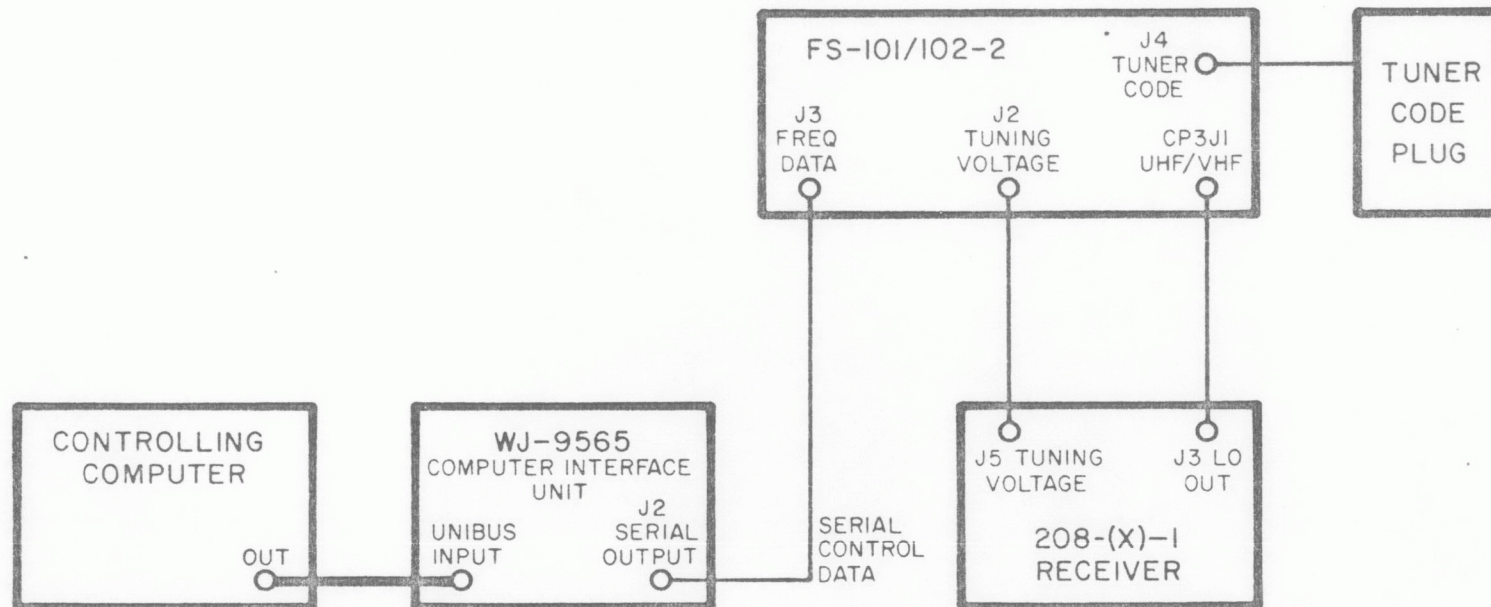 FS-101/102-2
J4
TUNER
CODE
J3
FREQ
DATA
J2
TUNING
VOLTAGE
CP3J1
UHF/VHF
TUNER
CODE
PLUG
CONTROLLING
COMPUTER
OUT
WJ-9565
COMPUTER INTERFACE
UNIT
UNIBUS
INPUT
J2
SERIAL
OUTPUT
SERIAL
CONTROL
DATA
J5 TUNING
VOLTAGE
J3 LO
OUT
208-(X)-1
RECEIVER